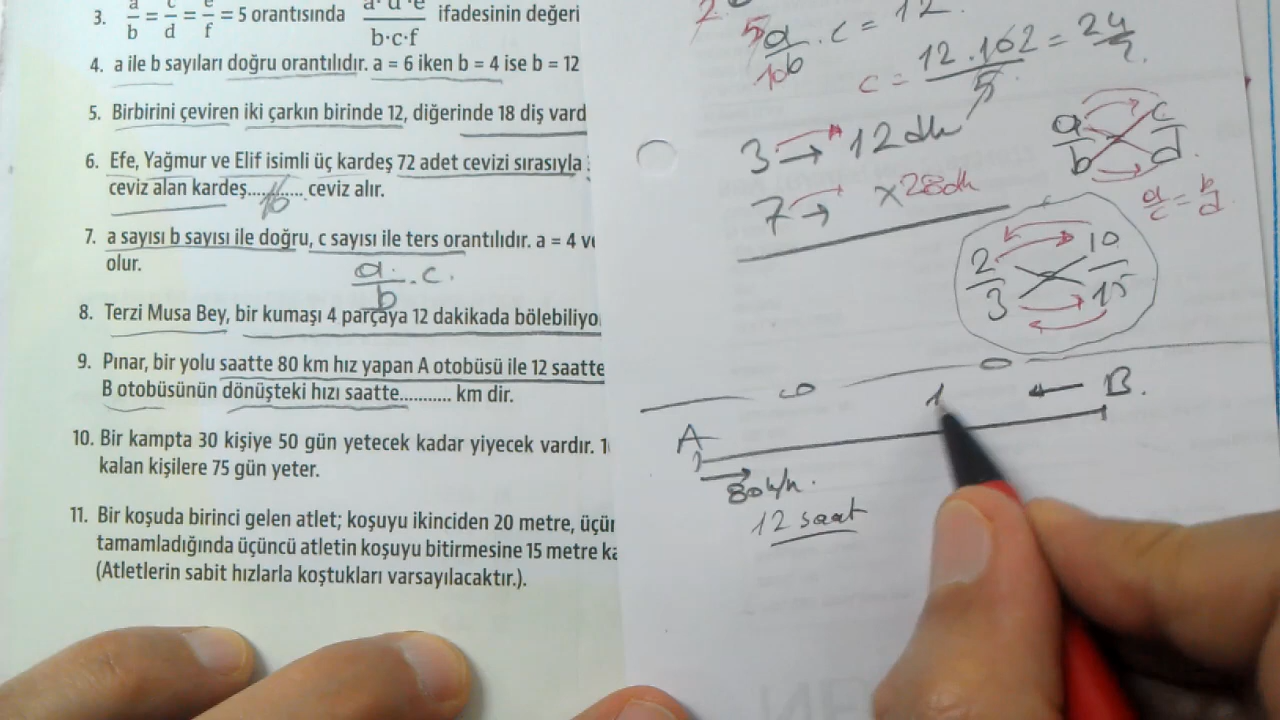 3. a/b = c/d = e/f = 5 orantısında a·d·e/b·c·f ifadesinin değeri
4. a ile b sayıları doğru orantılıdır. a = 6 iken b = 4 ise b = 12
5. Birbirini çeviren iki çarkın birinde 12, diğerinde 18 diş vard
6. Efe, Yağmur ve Elif isimli üç kardeş 72 adet cevizi sırasıyla
ceviz alan kardeş.... 16 .... ceviz alır.
7. a sayısı b sayısı ile doğru, c sayısı ile ters orantılıdır. a = 4 v
olur.
a/b . c.
8. Terzi Musa Bey, bir kumaşı 4 parçaya 12 dakikada bölebiliyo
9. Pınar, bir yolu saatte 80 km hız yapan A otobüsü ile 12 saatte
B otobüsünün dönüşteki hızı saatte........... km dir.
10. Bir kampta 30 kişiye 50 gün yetecek kadar yiyecek vardır. 1
kalan kişilere 75 gün yeter.
11. Bir koşuda birinci gelen atlet; koşuyu ikinciden 20 metre, üçü
tamamladığında üçüncü atletin koşuyu bitirmesine 15 metre ka
(Atletlerin sabit hızlarla koştukları varsayılacaktır.).
5 a/b . c = 12.
10
c = 12.162/5 = 24
3 → 12 dk
7 → x 28dk
a/b c/d
a/c = b/d
2/3 10/15
1 ← B.
A
80 k/h.
12 saat